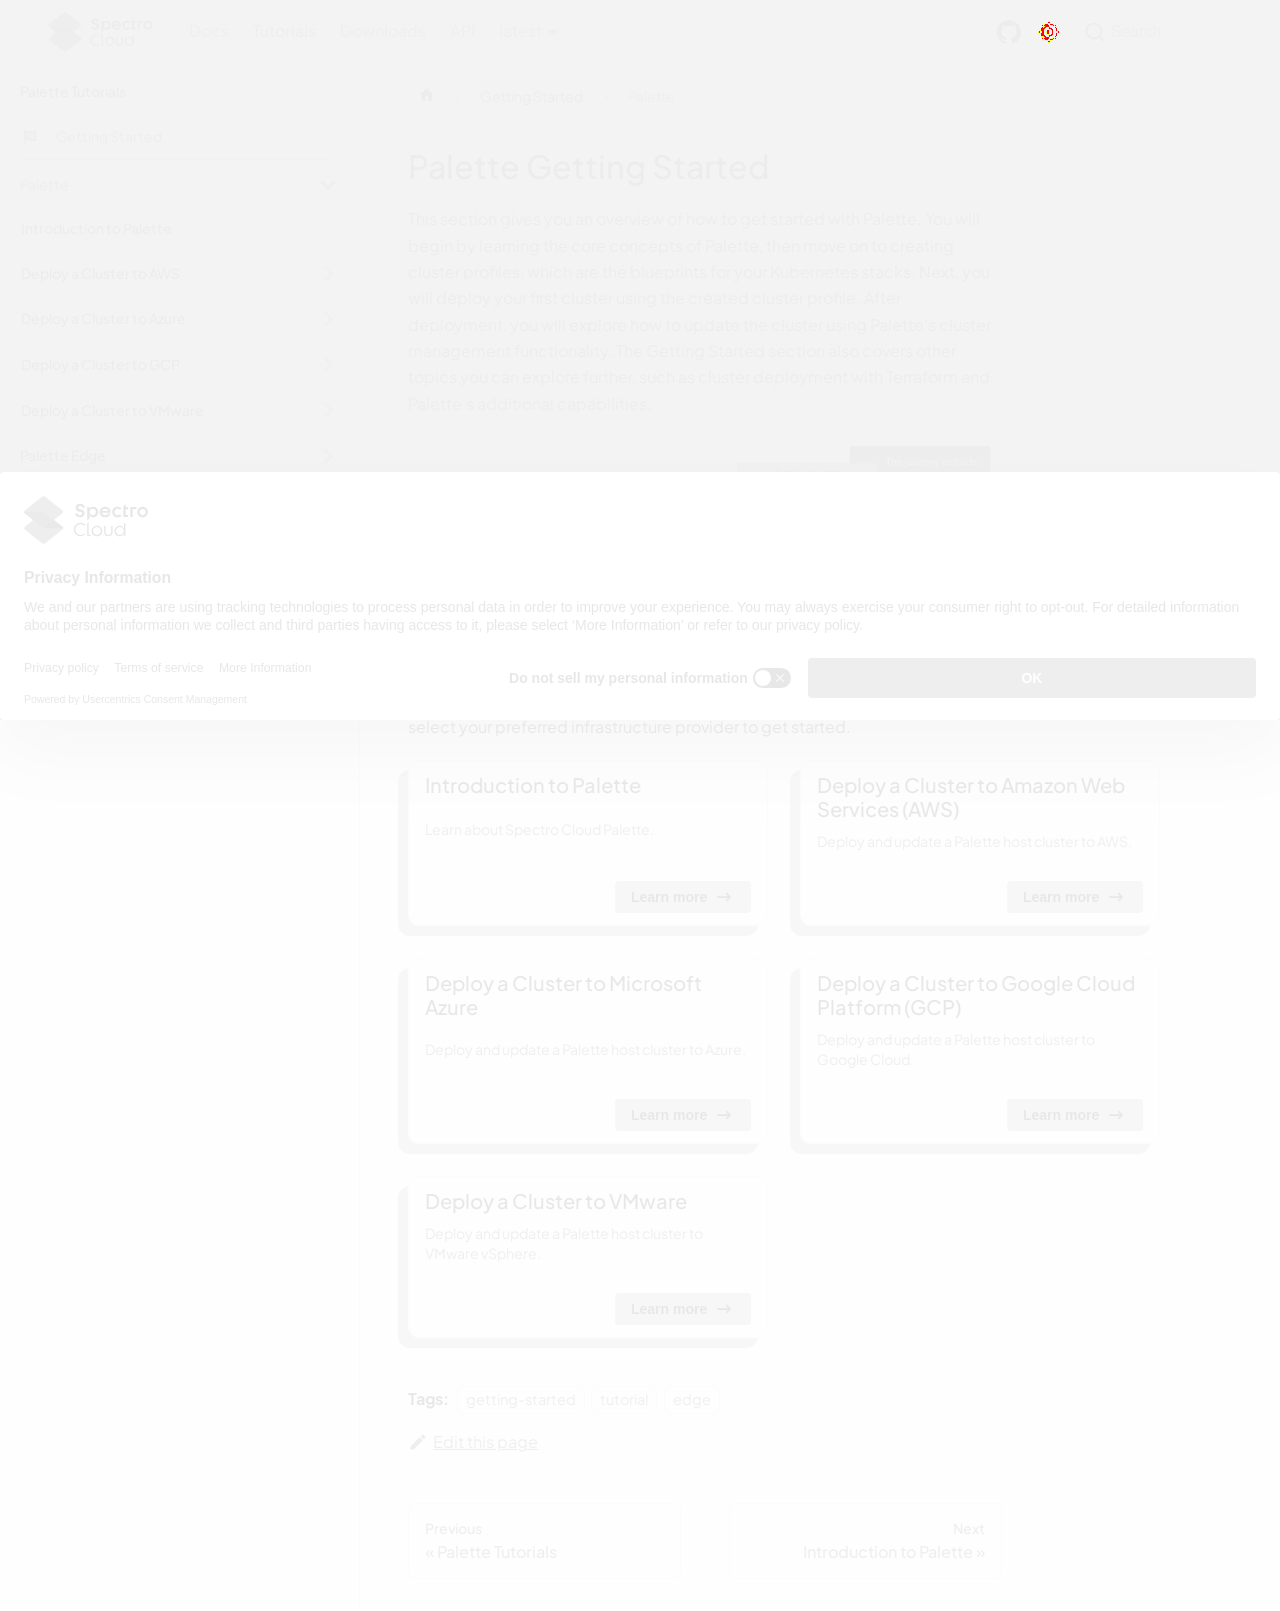 Spectro Cloud
Docs Tutorials Downloads API latest
Search
Palette Tutorials
Getting Started
Palette
Introduction to Palette
Deploy a Cluster to AWS
Deploy a Cluster to Azure
Deploy a Cluster to GCP
Deploy a Cluster to VMware
Palette Edge
Getting Started
Palette
Palette Getting Started
This section gives you an overview of how to get started with Palette. You will
begin by learning the core concepts of Palette, then move on to creating
cluster profiles, which are the blueprints for your Kubernetes stacks. Next, you
will deploy your first cluster using the created cluster profile. After
deployment, you will explore how to update the cluster using Palette's cluster
management functionality. The Getting Started section also covers other
topics you can explore further, such as cluster deployment with Terraform and
Palette's additional capabilities.
Spectro
Cloud
Privacy Information
We and our partners are using tracking technologies to process personal data in order to improve your experience. You may always exercise your consumer right to opt-out. For detailed information
about personal information we collect and third parties having access to it, please select 'More Information' or refer to our privacy policy.
Privacy policy Terms of service More Information
Do not sell my personal information
OK
Powered by Usercentrics Consent Management
select your preferred infrastructure provider to get started.
Introduction to Palette
Learn about Spectro Cloud Palette.
Learn more
Deploy a Cluster to Amazon Web
Services (AWS)
Deploy and update a Palette host cluster to AWS.
Learn more
Deploy a Cluster to Microsoft
Azure
Deploy and update a Palette host cluster to Azure.
Learn more
Deploy a Cluster to Google Cloud
Platform (GCP)
Deploy and update a Palette host cluster to
Google Cloud.
Learn more
Deploy a Cluster to VMware
Deploy and update a Palette host cluster to
VMware vSphere.
Learn more
Tags: getting-started tutorial edge
Edit this page
Previous
« Palette Tutorials
Next
Introduction to Palette »